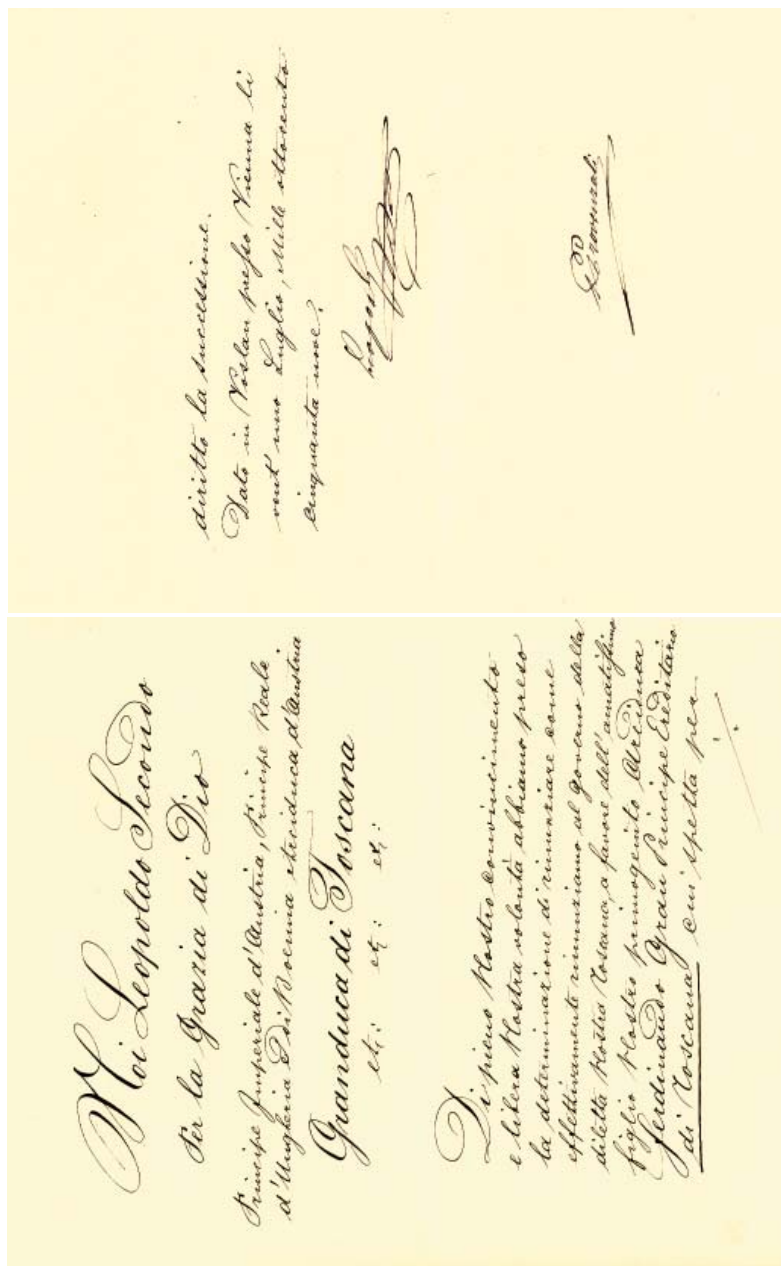 Noi Leopoldo Secondo
Per la Grazia di Dio
Principe Imperiale d'Austria, Principe Reale
d'Ungheria e di Boemia Arciduca d'Austria
Granduca di Toscana
etc: etc: etc:
Di pieno Nostro convincimento
e libera Nostra volontà abbiamo preso
la determinazione di rinunziare come
effettivamente rinunziamo al governo della
diletta Nostra Toscana, a favore dell'amatissimo
figlio Nostro primogenito Arciduca
Ferdinando Gran Principe Ereditario
di Toscana cui spetta per
diritto la successione.
Dato in Vöslau presso Vienna li
vent'uno Luglio, Mille ottocento
cinquanta nove.
Leopoldo